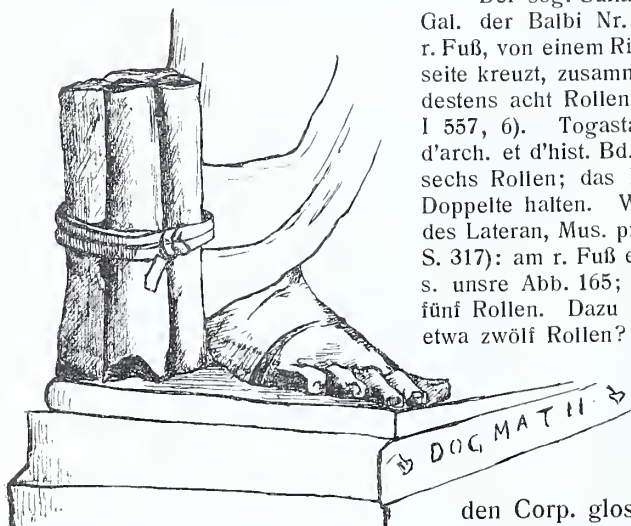 Gal. der Balbi Nr.
r. Fuß, von einem Ri
seite kreuzt, zusamm
destens acht Rollen
I 557, 6). Togasta
d'arch. et d'hist. Bd.
sechs Rollen; das
Doppelte halten. W
des Lateran, Mus. p
S. 317): am r. Fuß e
s. unsre Abb. 165;
fünf Rollen. Dazu
etwa zwölf Rollen?
DOGMATII
den Corp. glos